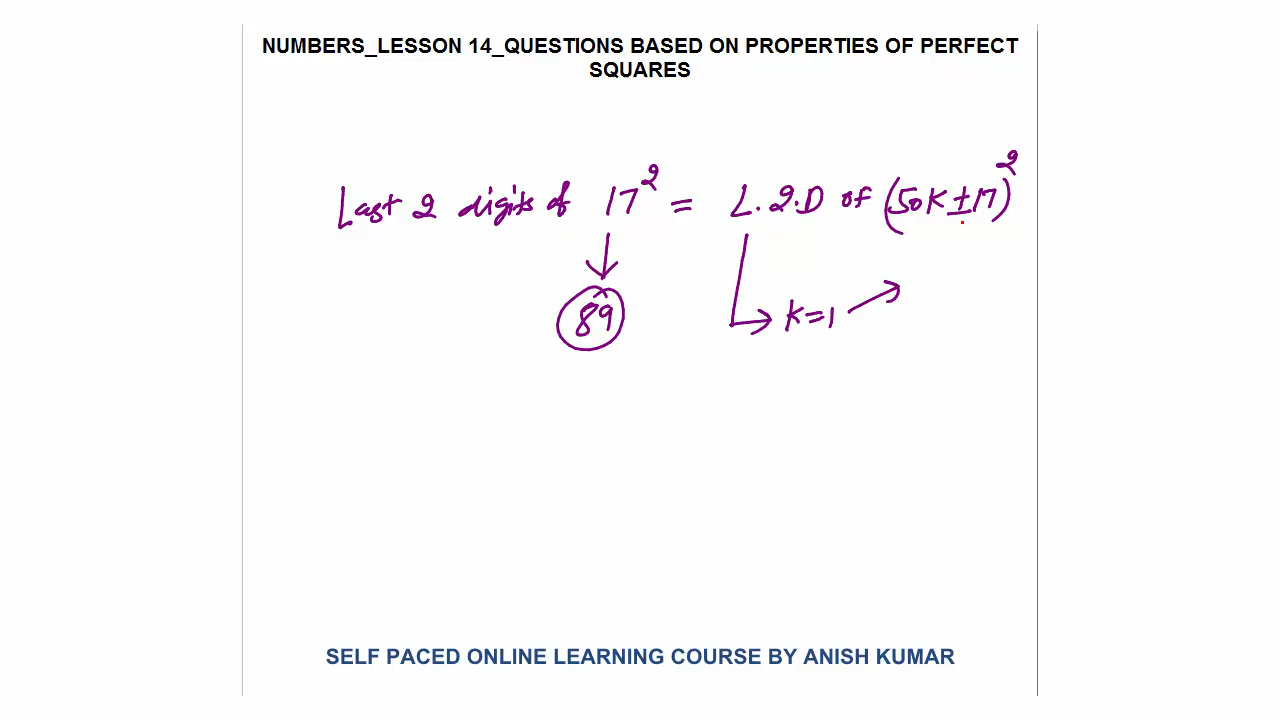 NUMBERS_LESSON 14_QUESTIONS BASED ON PROPERTIES OF PERFECT
SQUARES
Last 2 digits of 17² = L.2.D of (50K±17)²
89
K=1
SELF PACED ONLINE LEARNING COURSE BY ANISH KUMAR